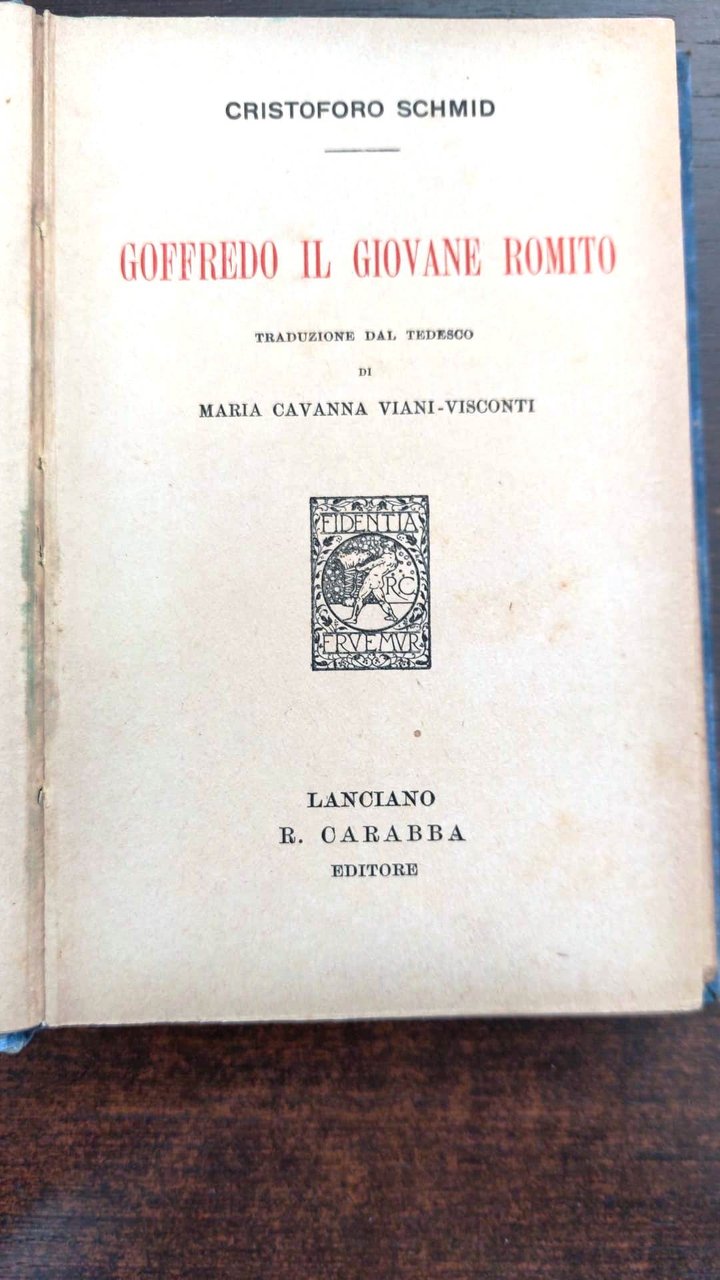 CRISTOFORO SCHMID
GOFFREDO IL GIOVANE ROMITO
TRADUZIONE DAL TEDESCO
DI
MARIA CAVANNA VIANI-VISCONTI
FIDENTIA
RC
FRVEMVR
LANCIANO
R. CARABBA
EDITORE